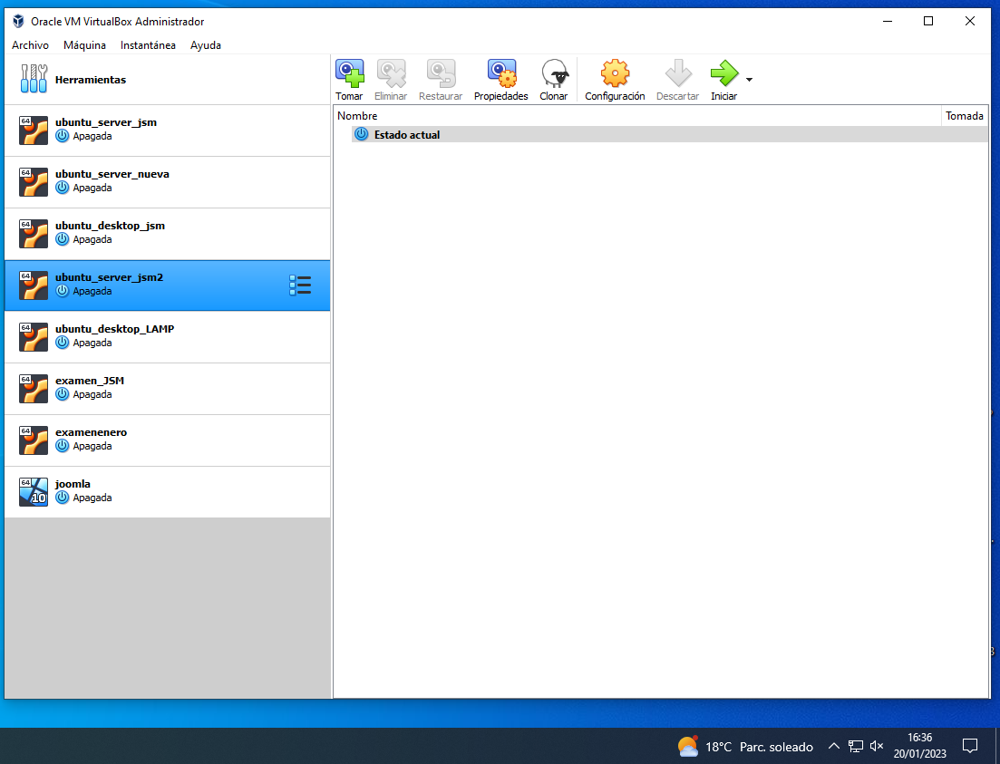 Oracle VM VirtualBox Administrador
Archivo Máquina Instantánea Ayuda
Herramientas
Tomar Eliminar Restaurar Propiedades Clonar Configuración Descartar Iniciar
Nombre Tomada
Estado actual
64 ubuntu_server_jsm
Apagada
64 ubuntu_server_nueva
Apagada
64 ubuntu_desktop_jsm
Apagada
64 ubuntu_server_jsm2
Apagada
64 ubuntu_desktop_LAMP
Apagada
64 examen_JSM
Apagada
64 examenenero
Apagada
64 10 joomla
Apagada
18°C Parc. soleado
16:36
20/01/2023